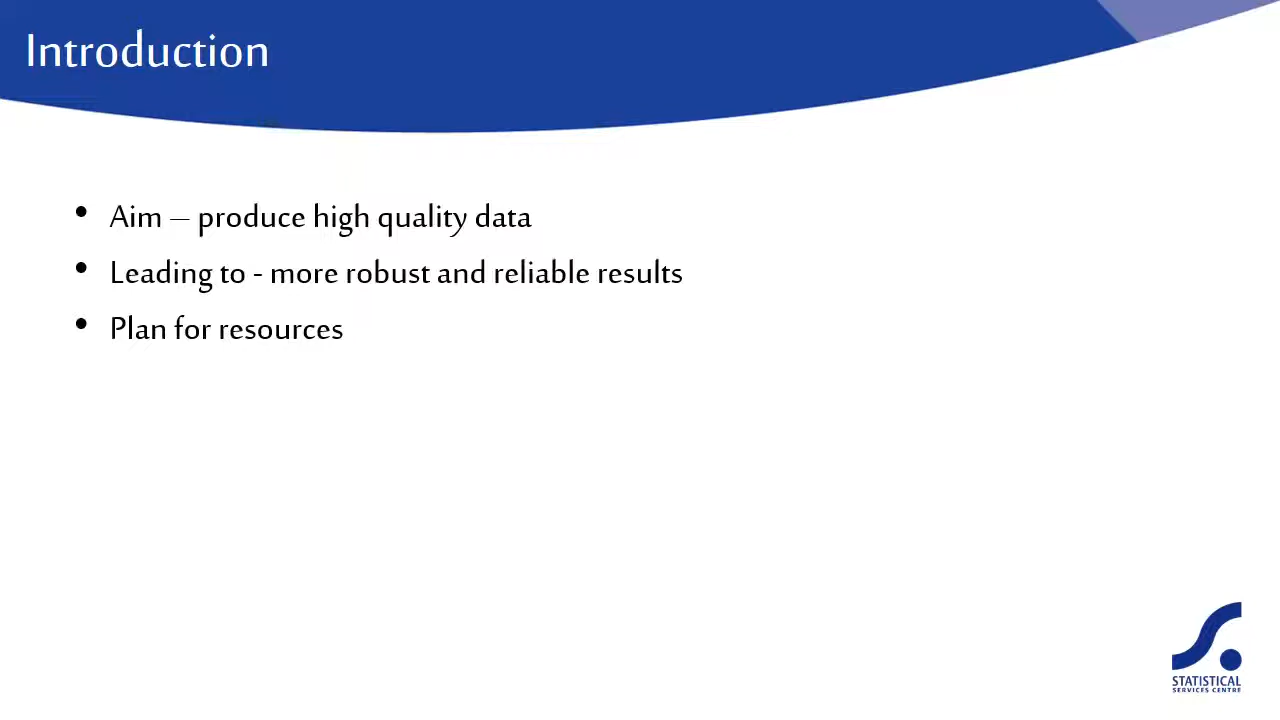 Introduction
• Aim – produce high quality data
• Leading to - more robust and reliable results
• Plan for resources
STATISTICAL
SERVICES CENTRE